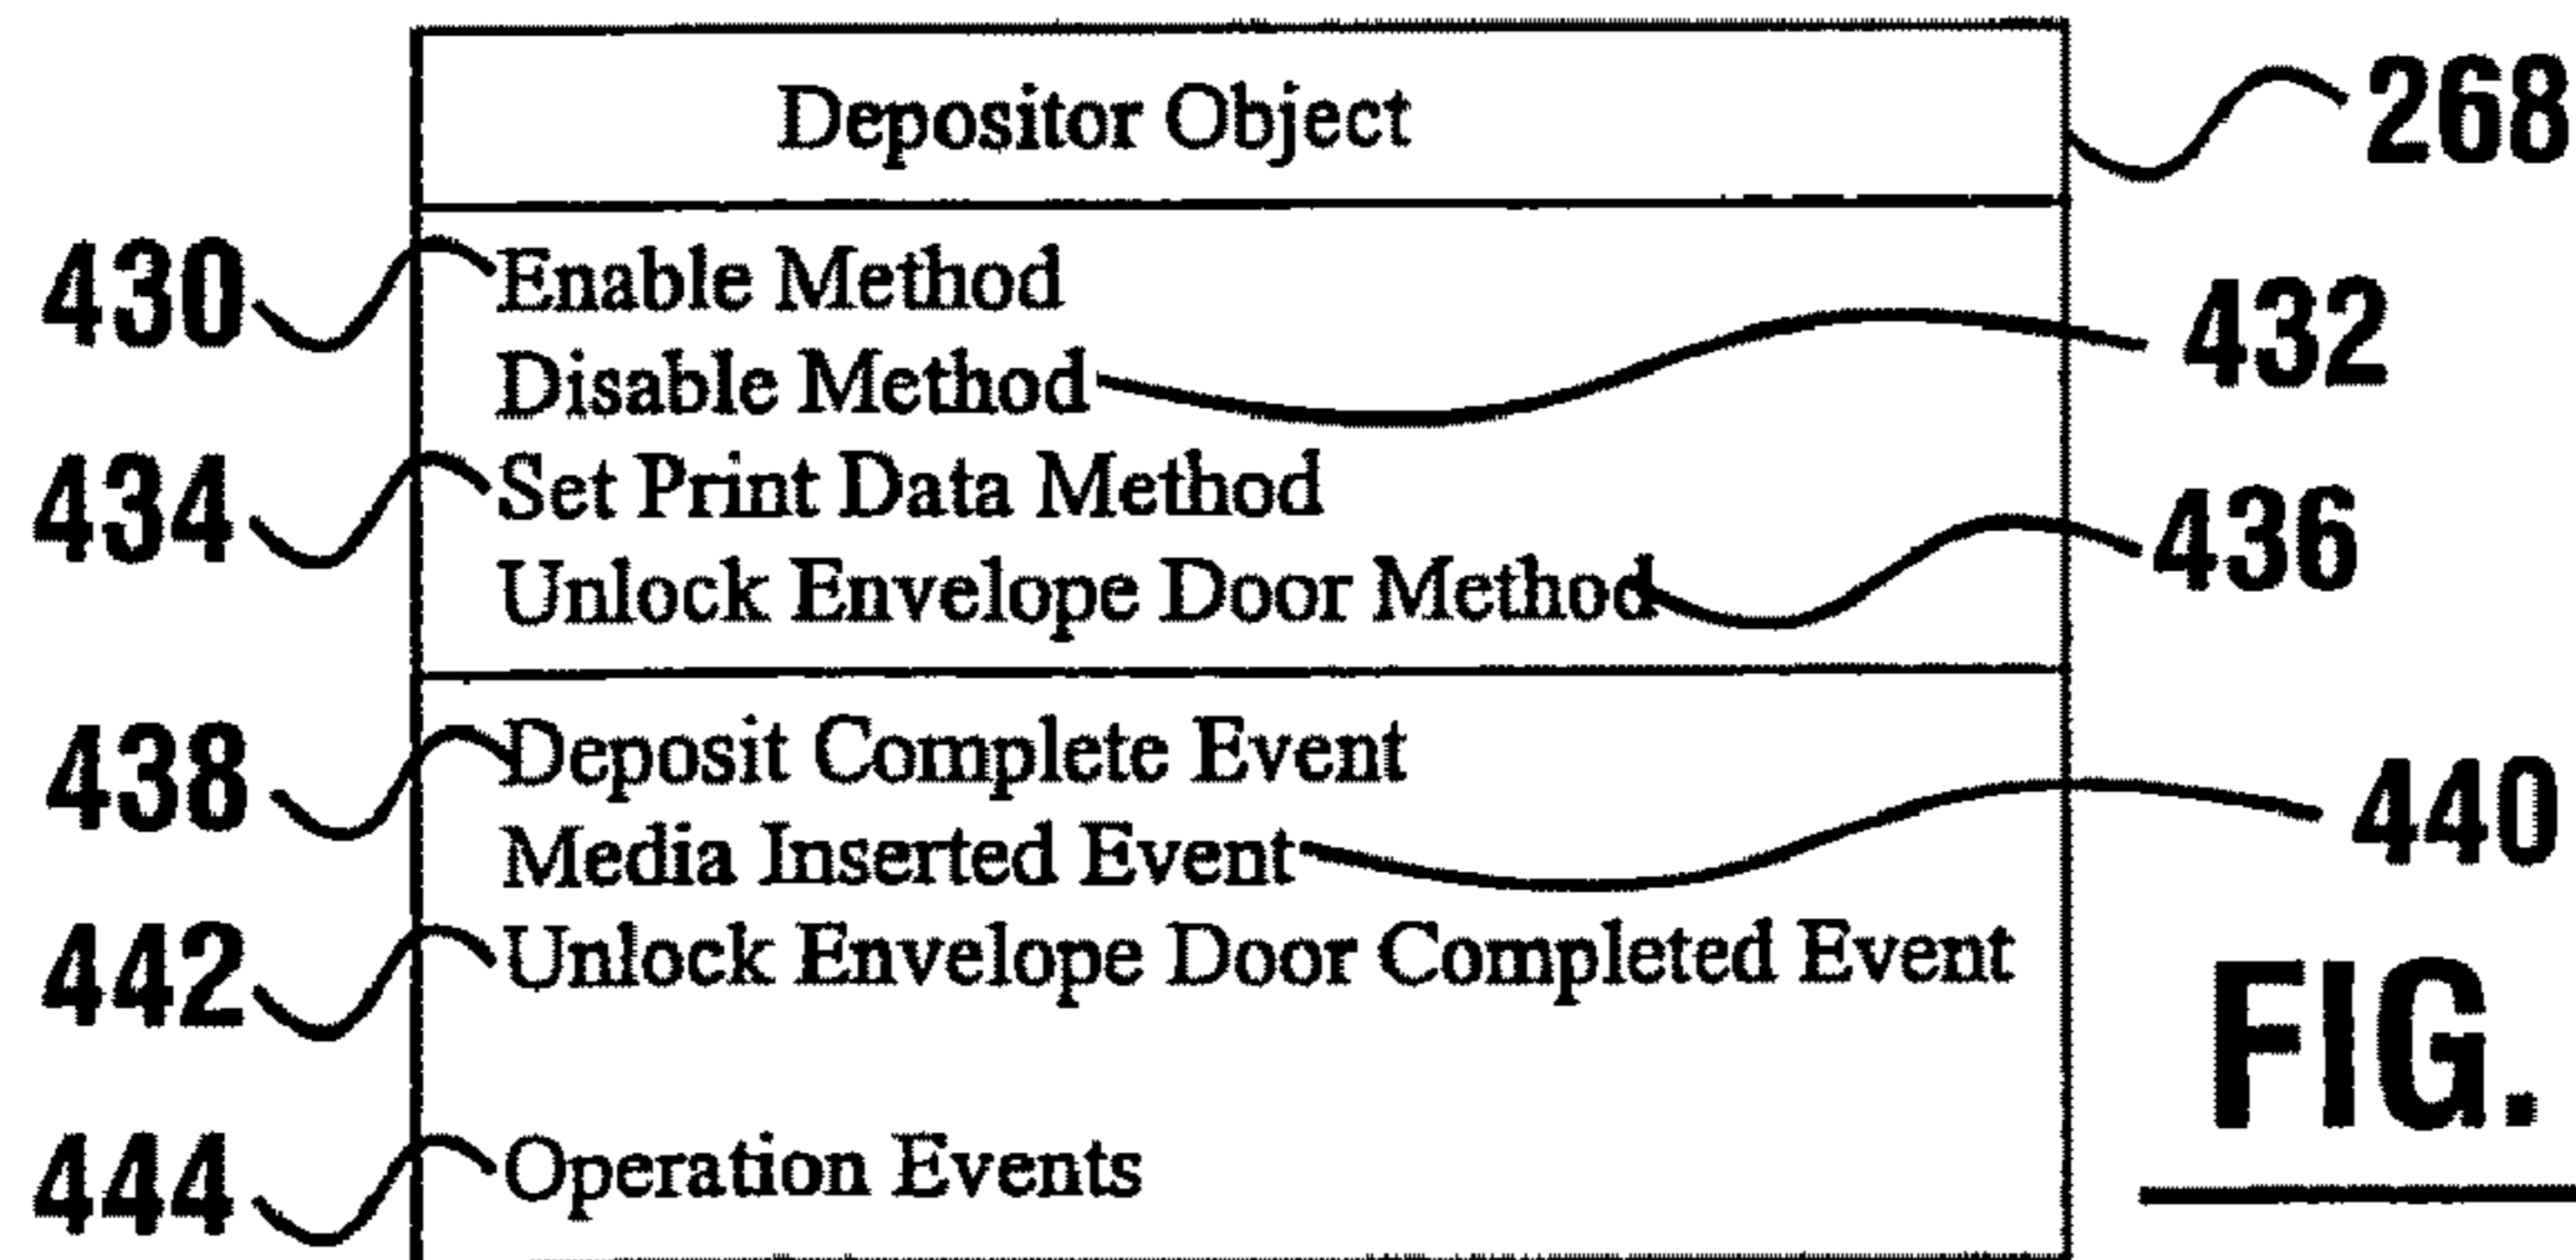 Depositor Object
268
430
Enable Method
432
Disable Method
434
Set Print Data Method
436
Unlock Envelope Door Method
438
Deposit Complete Event
440
Media Inserted Event
442
Unlock Envelope Door Completed Event
FIG.
444
Operation Events